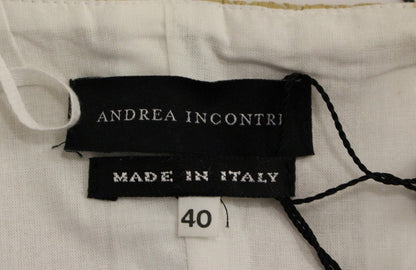 ANDREA INCONTRI
MADE IN ITALY
40